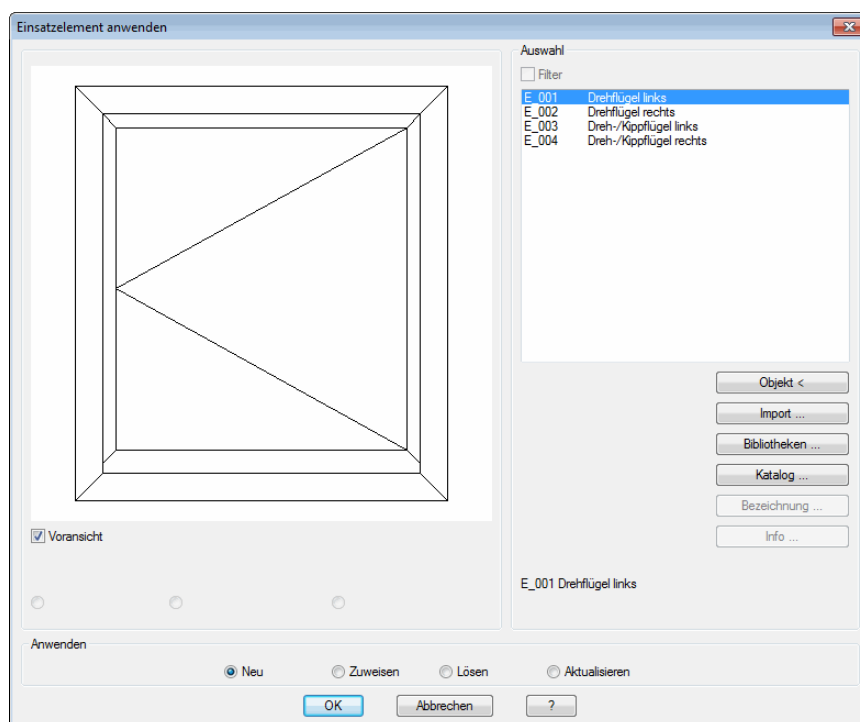 Einsatzelement anwenden
Auswahl
Filter
E_001 Drehflügel links
E_002 Drehflügel rechts
E_003 Dreh-/Kippflügel links
E_004 Dreh-/Kippflügel rechts
Objekt <
Import ...
Bibliotheken ...
Katalog ...
Bezeichnung ...
Info ...
Voransicht
E_001 Drehflügel links
Anwenden
Neu Zuweisen Lösen Aktualisieren
OK Abbrechen ?